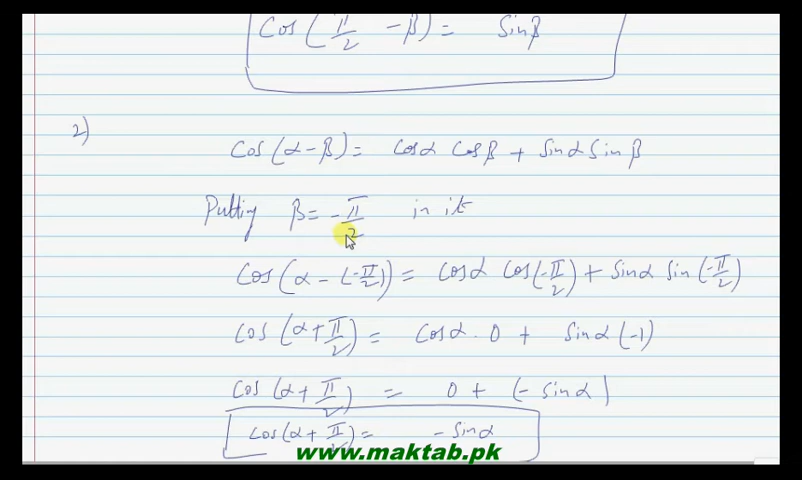 Cos(π/2 - β) = Sinβ
2)
Cos(α-β) = Cosα Cosβ + Sinα Sinβ
Putting β = -π/2 in it
Cos(α - (-π/2)) = Cosα Cos(-π/2) + Sinα Sin(-π/2)
Cos(α+π/2) = Cosα . 0 + Sinα (-1)
Cos(α+π/2) = 0 + (- Sinα)
Cos(α+π/2) = - Sinα
www.maktab.pk